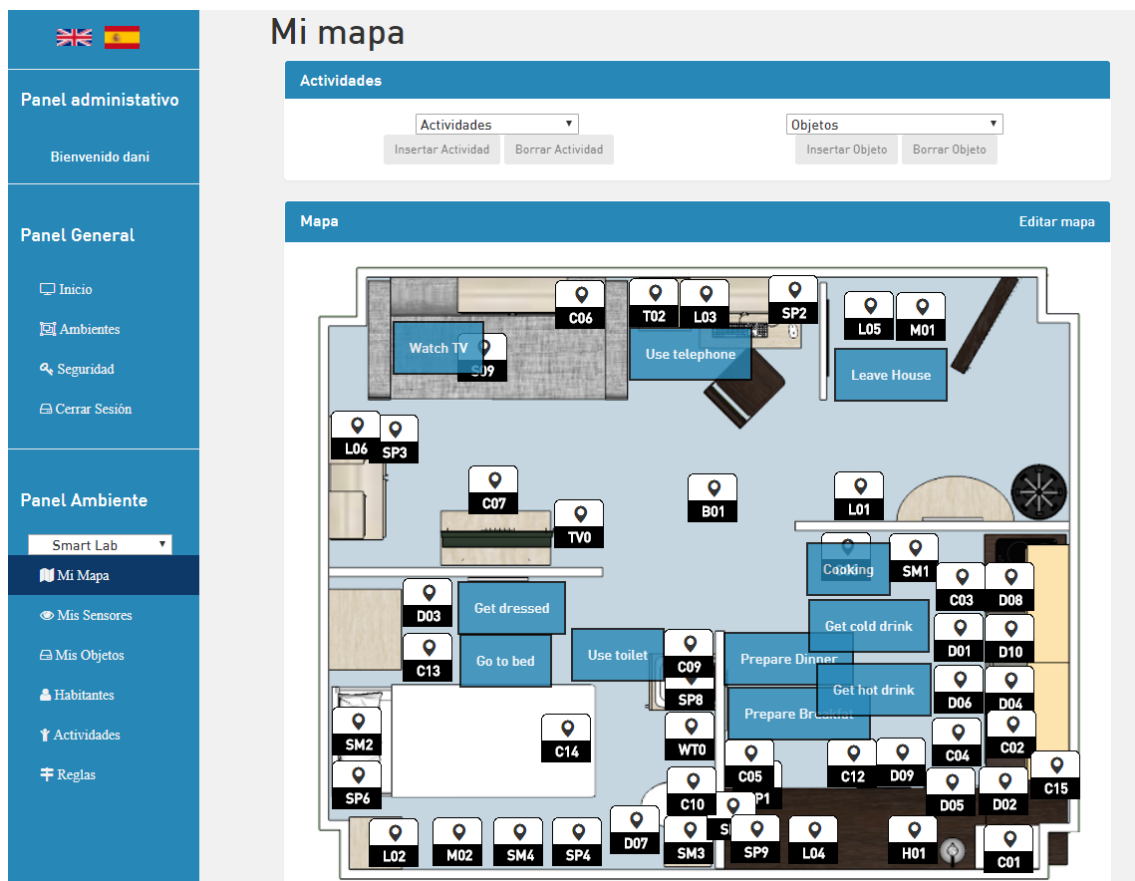 Mi mapa
Panel administativo
Bienvenido dani
Panel General
Inicio
Ambientes
Seguridad
Cerrar Sesión
Panel Ambiente
Smart Lab
Mi Mapa
Mis Sensores
Mis Objetos
Habitantes
Actividades
Reglas
Actividades
Actividades
Objetos
Insertar Actividad Borrar Actividad
Insertar Objeto Borrar Objeto
Mapa
Editar mapa
C06 T02 L03 SP2
L05 M01
Watch TV
S09
Use telephone
Leave House
L06 SP3
C07
TV0
B01
L01
Cooking
SM1
C03 D08
D03
Get dressed
Get cold drink
D01 D10
C13
Go to bed
Use toilet
C09
Prepare Dinner
Get hot drink
SP8
D06 D04
Prepare Breakfat
SM2
C14
WT0
C04 C02
SP6
C05
C12 D09
C15
C10
D05 D02
L02 M02 SM4 SP4 D07 SM3
SP9 L04 H01 C01